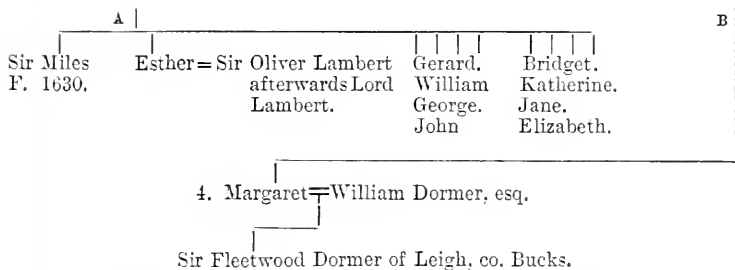 A B
Sir Miles Esther = Sir Oliver Lambert Gerard. Bridget.
F. 1630. afterwards Lord William Katherine.
Lambert. George. Jane.
John Elizabeth.
4. Margaret=William Dormer, esq.
Sir Fleetwood Dormer of Leigh, co. Bucks.